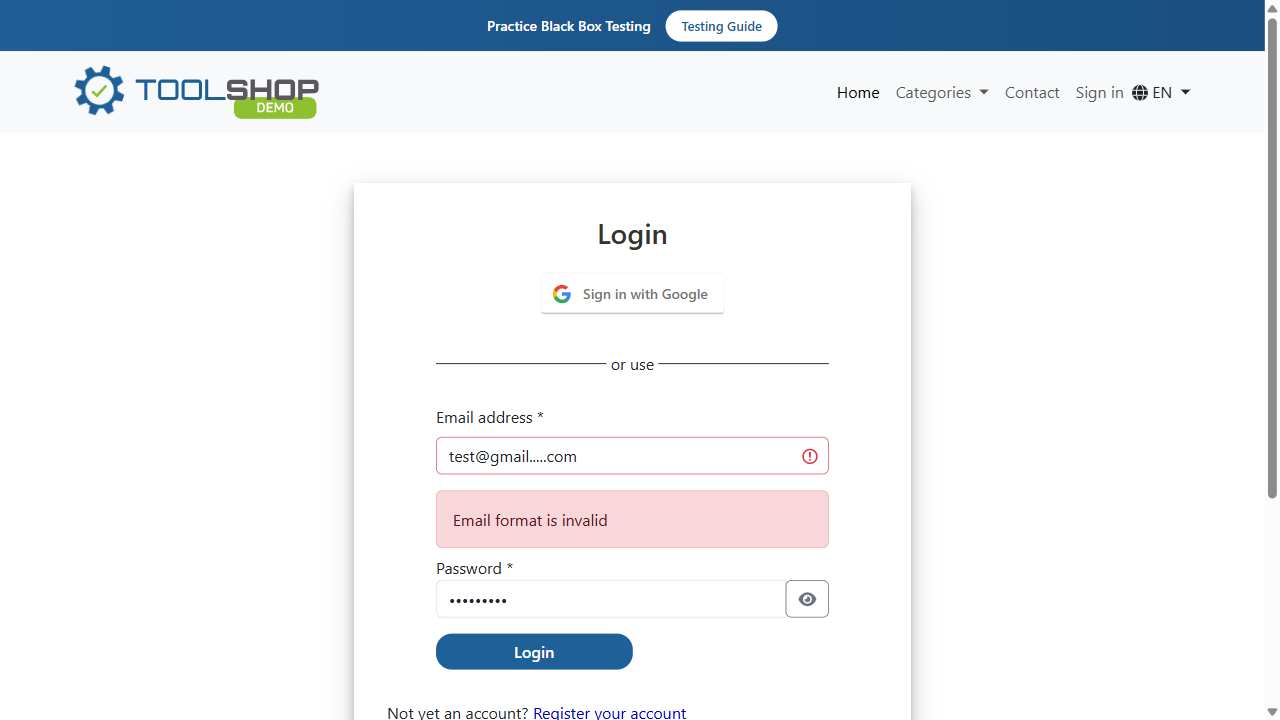 Practice Black Box Testing Testing Guide
TOOLSHOP
DEMO
Home Categories Contact Sign in EN
Login
Sign in with Google
or use
Email address *
test@gmail.....com
Email format is invalid
Password *
•••••••••
Login
Not yet an account? Register your account